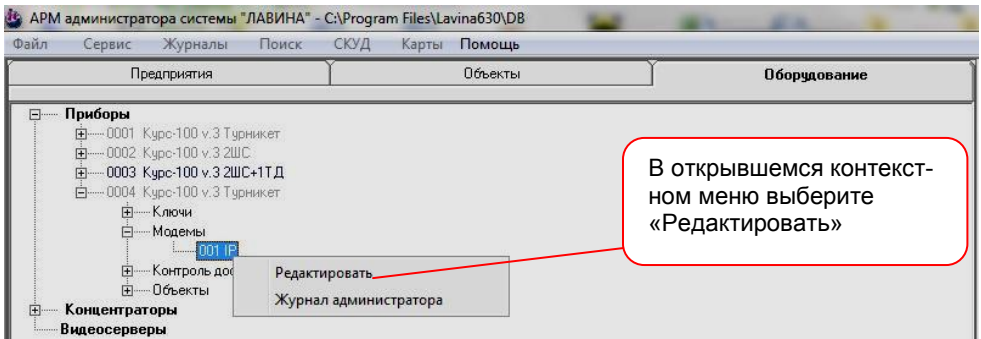 АРМ администратора системы "ЛАВИНА" - C:\Program Files\Lavina630\DB
Файл Сервис Журналы Поиск СКУД Карты Помощь
Предприятия Объекты Оборудование
Приборы
0001 Курс-100 v.3 Турникет
0002 Курс-100 v.3 2ШС
0003 Курс-100 v.3 2ШС+1ТД
0004 Курс-100 v.3 Турникет
Ключи
Модемы
001 IP
Контроль дос
Объекты
Концентраторы
Видеосерверы
Редактировать
Журнал администратора
В открывшемся контекст-
ном меню выберите
«Редактировать»